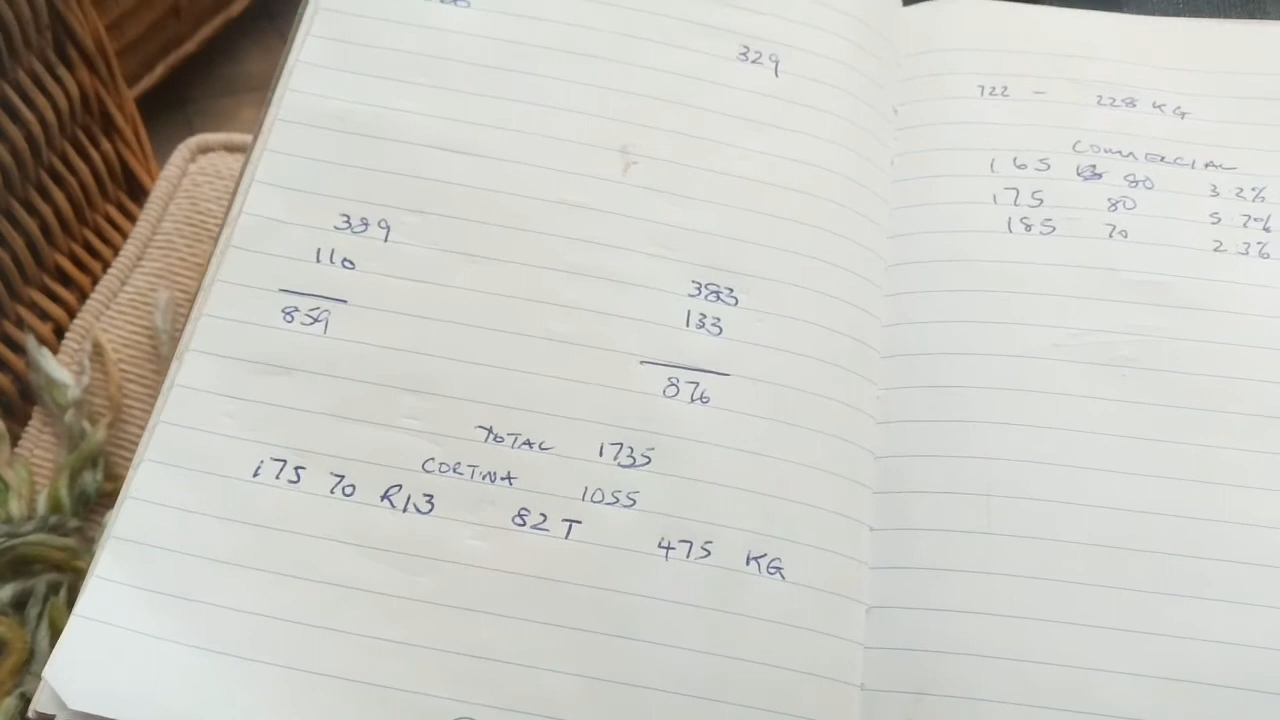 329
389
110
859
383
133
876
TOTAL 1735
CORTINA 1055
175 70 R13 82T 475 KG
722 - 228 KG
COMMERCIAL
165 80 3.2%
175 80 5.7%
185 70 2.3%